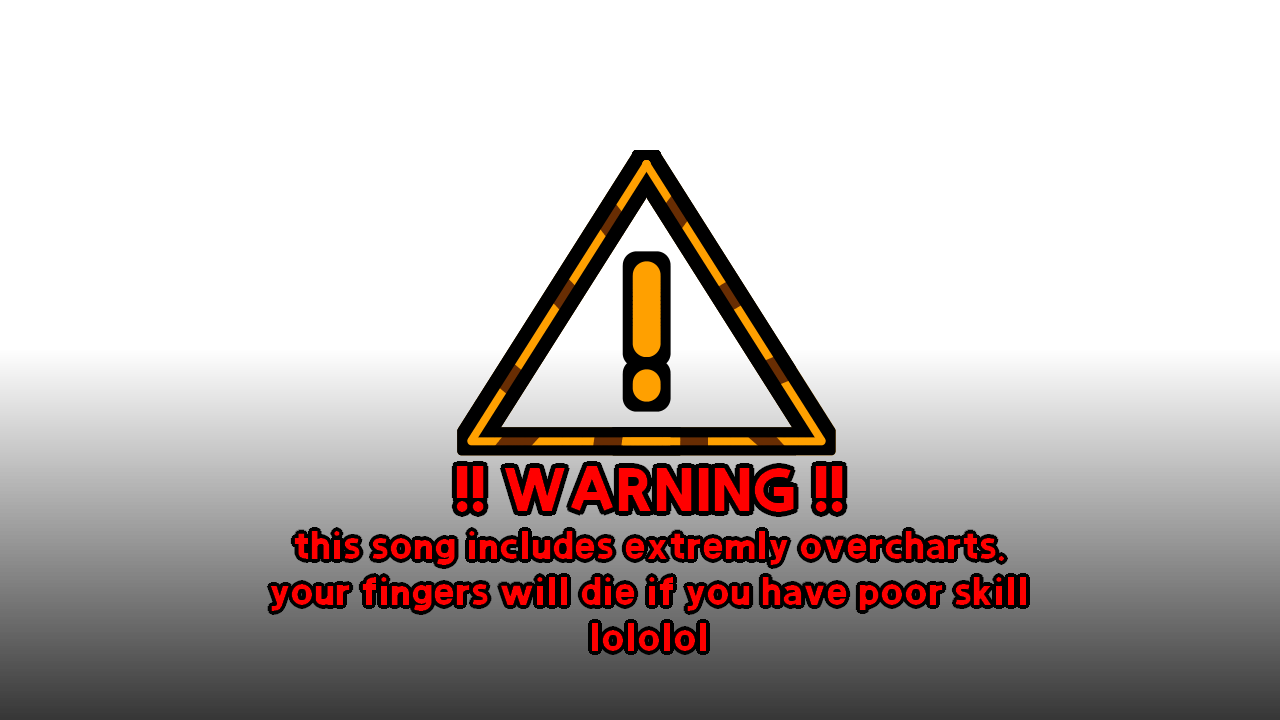 !! WARNING !!
this song includes extremly overcharts.
your fingers will die if you have poor skill
lololol